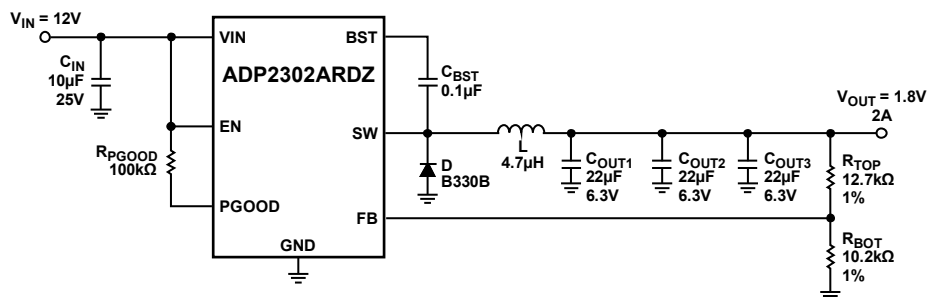 VIN = 12V
CIN
10µF
25V
RPGOOD
100kΩ
VIN
EN
PGOOD
ADP2302ARDZ
GND
BST
SW
FB
CBST
0.1µF
L
4.7µH
D
B330B
COUT1
22µF
6.3V
COUT2
22µF
6.3V
COUT3
22µF
6.3V
VOUT = 1.8V
2A
RTOP
12.7kΩ
1%
RBOT
10.2kΩ
1%